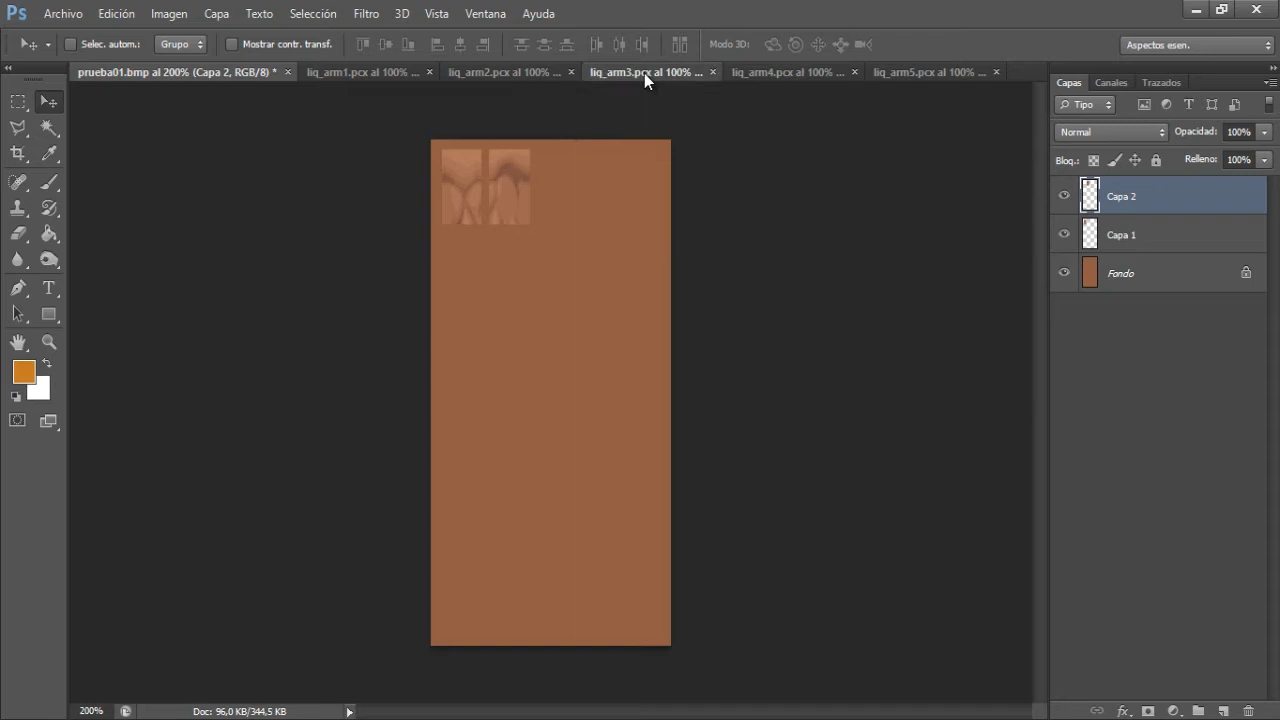 Ps Archivo Edición Imagen Capa Texto Selección Filtro 3D Vista Ventana Ayuda
Selec. autom.: Grupo Mostrar contr. transf. Modo 3D: Aspectos esen.
prueba01.bmp al 200% (Capa 2, RGB/8) * × liq_arm1.pcx al 100% ... × liq_arm2.pcx al 100% ... × liq_arm3.pcx al 100% ... × liq_arm4.pcx al 100% ... × liq_arm5.pcx al 100% ... ×
Capas Canales Trazados
Tipo
Normal Opacidad: 100%
Bloq.: Relleno: 100%
Capa 2
Capa 1
Fondo
200% Doc: 96,0 KB/344,5 KB